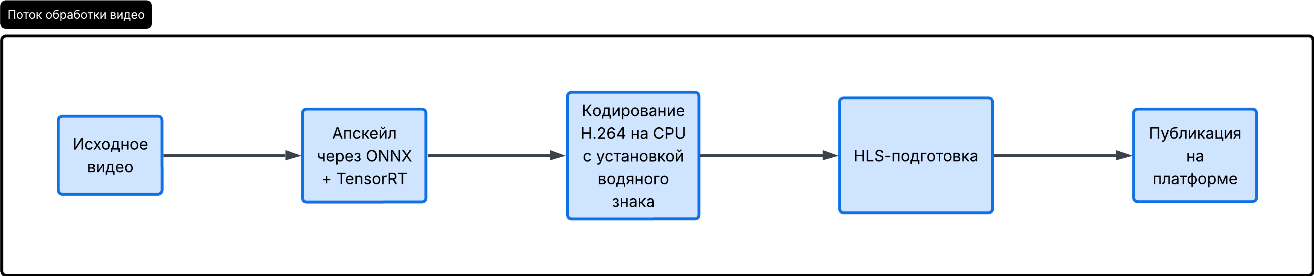 Поток обработки видео
Исходное
видео
Апскейл
через ONNX
+ TensorRT
Кодирование
H.264 на CPU
с установкой
водяного
знака
HLS-подготовка
Публикация
на
платформе